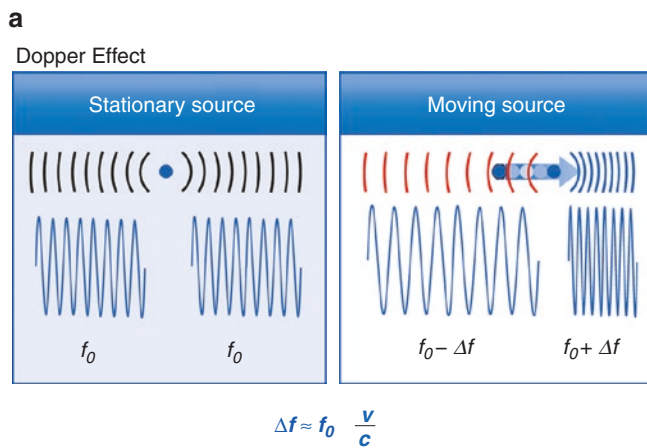 a
Dopper Effect
Stationary source
Moving source
f₀
f₀
f₀ – Δf
f₀ + Δf
Δf ≈ f₀ v/c